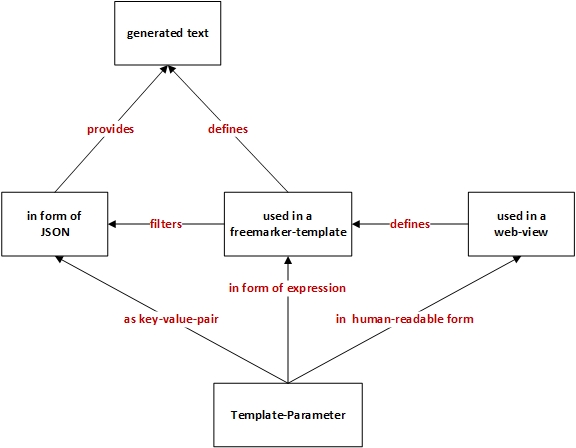 generated text
provides
defines
in form of
JSON
filters
used in a
freemarker-template
defines
used in a
web-view
in form of expression
as key-value-pair
in human-readable form
Template-Parameter